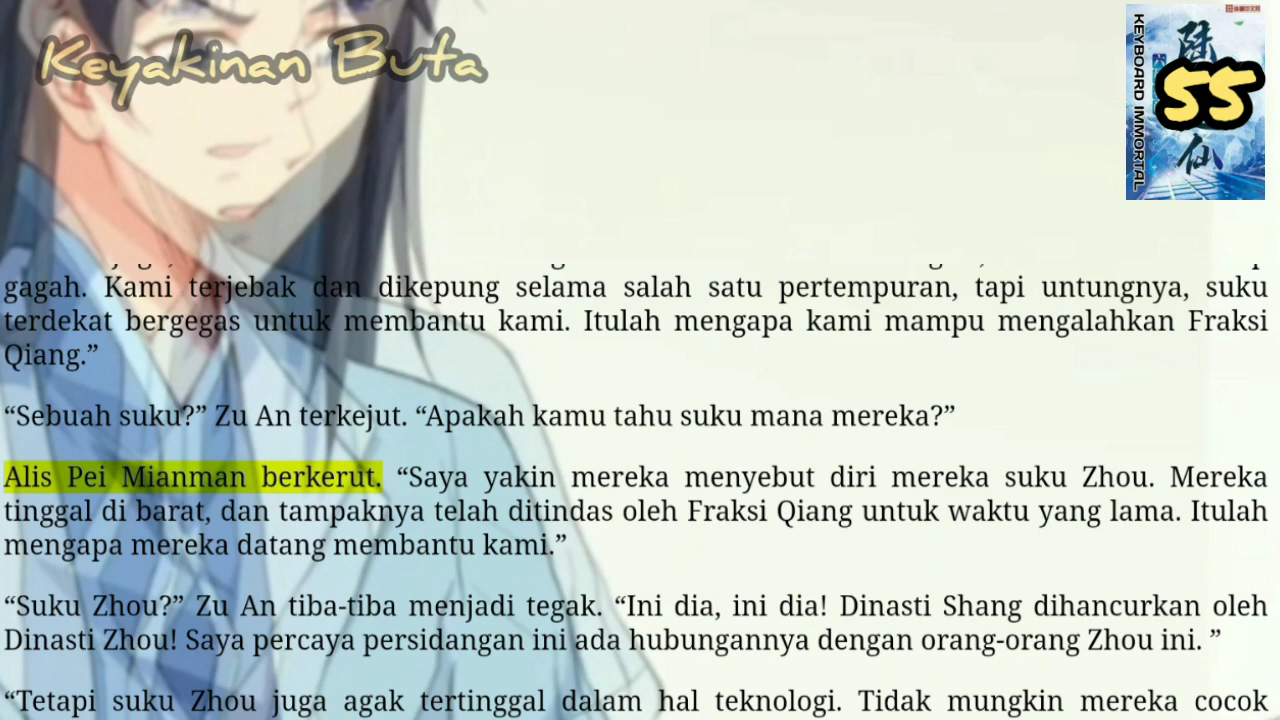 Keyakinan Buta
KEYBOARD IMMORTAL
陆
仙
55
gagah. Kami terjebak dan dikepung selama salah satu pertempuran, tapi untungnya, suku
terdekat bergegas untuk membantu kami. Itulah mengapa kami mampu mengalahkan Fraksi
Qiang.”
“Sebuah suku?” Zu An terkejut. “Apakah kamu tahu suku mana mereka?”
Alis Pei Mianman berkerut. “Saya yakin mereka menyebut diri mereka suku Zhou. Mereka
tinggal di barat, dan tampaknya telah ditindas oleh Fraksi Qiang untuk waktu yang lama. Itulah
mengapa mereka datang membantu kami.”
“Suku Zhou?” Zu An tiba-tiba menjadi tegak. “Ini dia, ini dia! Dinasti Shang dihancurkan oleh
Dinasti Zhou! Saya percaya persidangan ini ada hubungannya dengan orang-orang Zhou ini. ”
“Tetapi suku Zhou juga agak tertinggal dalam hal teknologi. Tidak mungkin mereka cocok